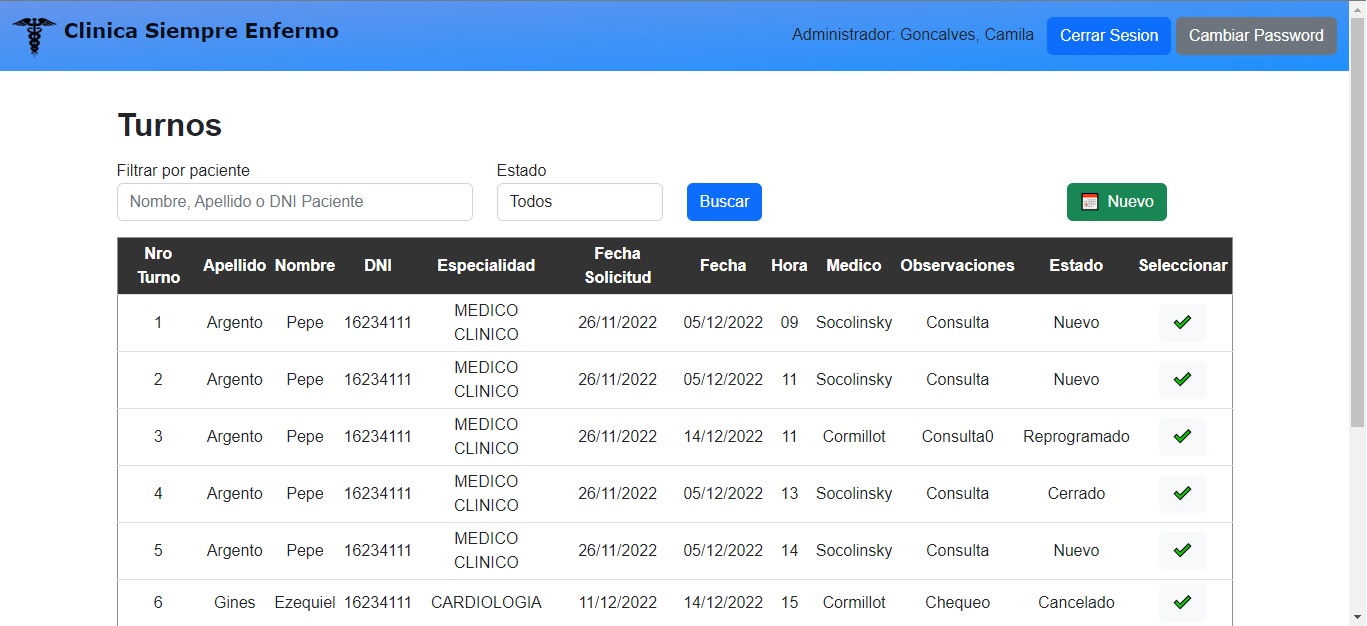 Clinica Siempre Enfermo
Administrador: Goncalves, Camila Cerrar Sesion Cambiar Password
Turnos
Filtrar por paciente Estado
Nombre, Apellido o DNI Paciente Todos Buscar Nuevo
Nro Turno Apellido Nombre DNI Especialidad Fecha Solicitud Fecha Hora Medico Observaciones Estado Seleccionar
1 Argento Pepe 16234111 MEDICO CLINICO 26/11/2022 05/12/2022 09 Socolinsky Consulta Nuevo
2 Argento Pepe 16234111 MEDICO CLINICO 26/11/2022 05/12/2022 11 Socolinsky Consulta Nuevo
3 Argento Pepe 16234111 MEDICO CLINICO 26/11/2022 14/12/2022 11 Cormillot Consulta0 Reprogramado
4 Argento Pepe 16234111 MEDICO CLINICO 26/11/2022 05/12/2022 13 Socolinsky Consulta Cerrado
5 Argento Pepe 16234111 MEDICO CLINICO 26/11/2022 05/12/2022 14 Socolinsky Consulta Nuevo
6 Gines Ezequiel 16234111 CARDIOLOGIA 11/12/2022 14/12/2022 15 Cormillot Chequeo Cancelado